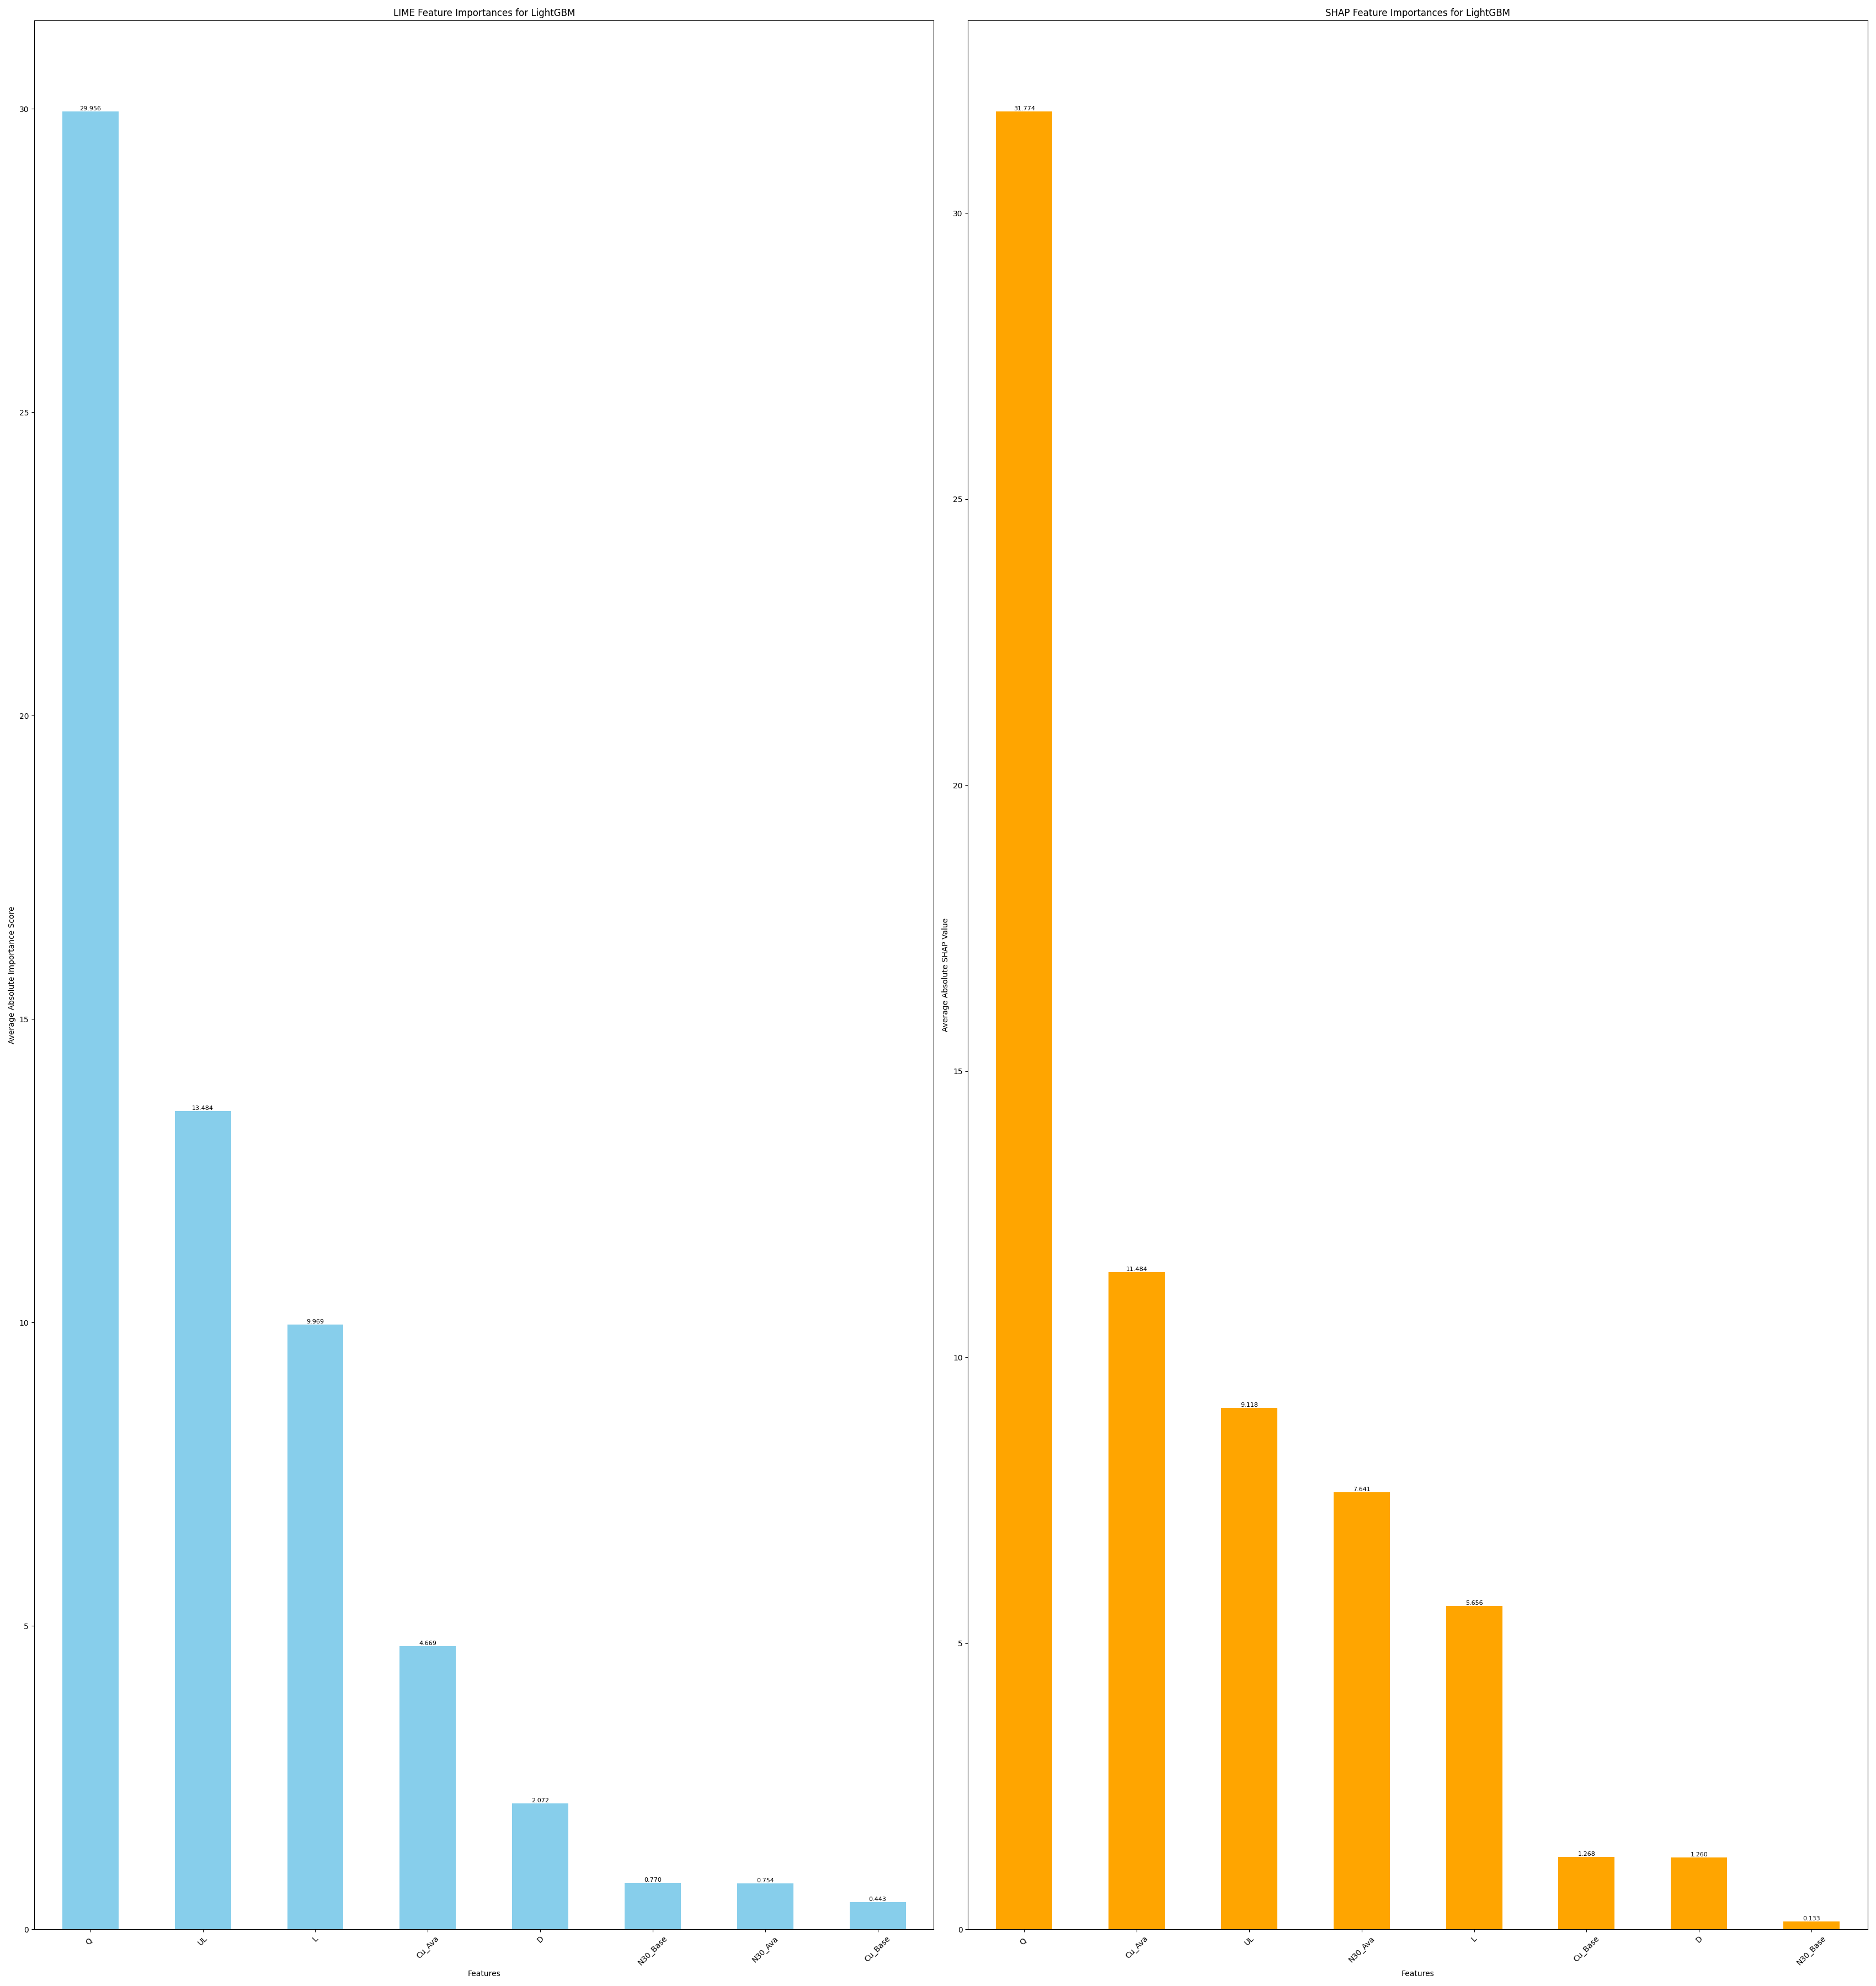 LIME Feature Importances for LightGBM
Average Absolute Importance Score
30
25
20
15
10
5
0
29.956
13.484
9.969
4.669
2.072
0.770
0.754
0.443
Q
UL
L
Cu_Ava
D
N30_Base
N30_Ava
Cu_Base
Features
SHAP Feature Importances for LightGBM
Average Absolute SHAP Value
30
25
20
15
10
5
0
31.774
11.484
9.118
7.641
5.656
1.268
1.260
0.133
Q
Cu_Ava
UL
N30_Ava
L
Cu_Base
D
N30_Base
Features